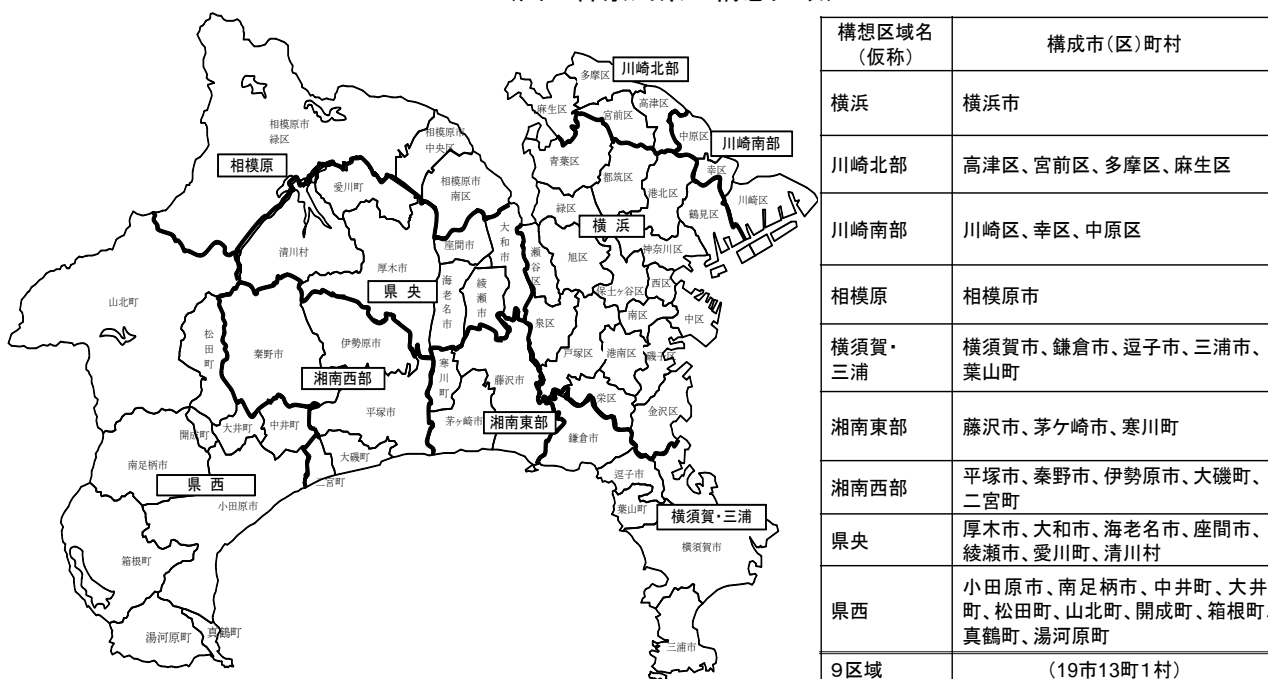 川崎北部
多摩区
麻生区
宮前区
高津区
中原区
川崎南部
幸区
川崎区
相模原市
緑区
相模原市
中央区
相模原
愛川町
相模原市
南区
青葉区
都筑区
港北区
緑区
鶴見区
横 浜
座間市
大和市
瀬谷区
旭区
神奈川区
清川村
厚木市
県 央
海老名市
綾瀬市
保土ヶ谷区
西区
南区
中区
山北町
松田町
秦野市
伊勢原市
寒川町
泉区
戸塚区
港南区
磯子区
湘南西部
藤沢市
平塚市
茅ヶ崎市
湘南東部
栄区
金沢区
鎌倉市
開成町
大井町
中井町
大磯町
二宮町
南足柄市
県 西
小田原市
逗子市
葉山町
横須賀・三浦
横須賀市
箱根町
湯河原町
真鶴町
三浦市
構想区域名
(仮称)
構成市(区)町村
横浜
横浜市
川崎北部
高津区、宮前区、多摩区、麻生区
川崎南部
川崎区、幸区、中原区
相模原
相模原市
横須賀・
三浦
横須賀市、鎌倉市、逗子市、三浦市、
葉山町
湘南東部
藤沢市、茅ケ崎市、寒川町
湘南西部
平塚市、秦野市、伊勢原市、大磯町、
二宮町
県央
厚木市、大和市、海老名市、座間市、
綾瀬市、愛川町、清川村
県西
小田原市、南足柄市、中井町、大井
町、松田町、山北町、開成町、箱根町、
真鶴町、湯河原町
9区域
(19市13町1村)